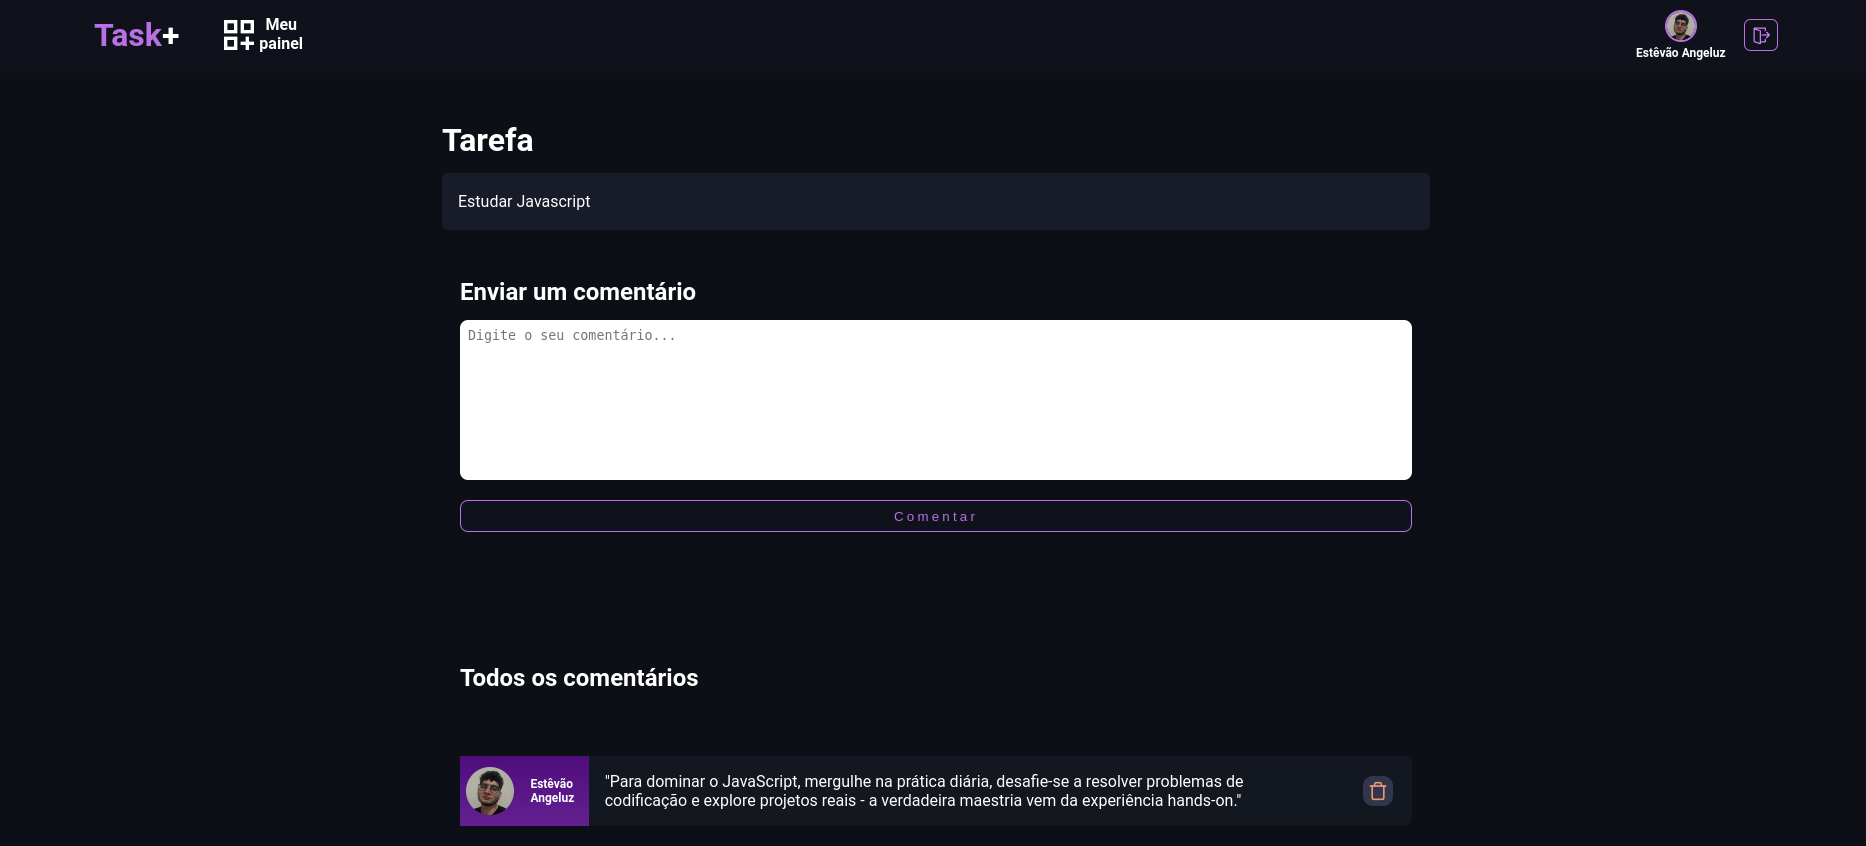 Task+
Meu
painel
Estêvão Angeluz
Tarefa
Estudar Javascript
Enviar um comentário
Digite o seu comentário...
Comentar
Todos os comentários
Estêvão
Angeluz
"Para dominar o JavaScript, mergulhe na prática diária, desafie-se a resolver problemas de
codificação e explore projetos reais - a verdadeira maestria vem da experiência hands-on."